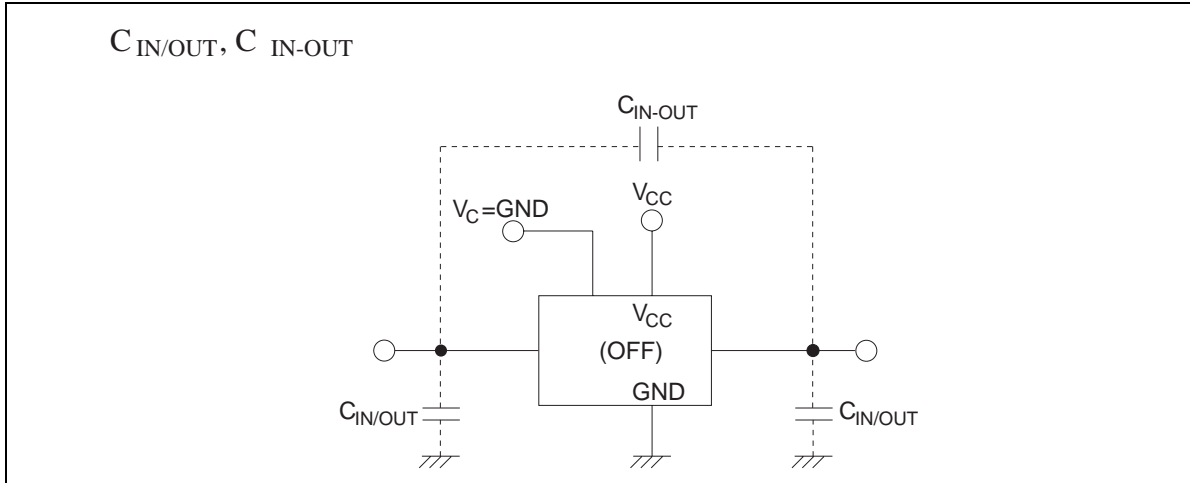 C IN/OUT, C IN-OUT
CIN-OUT
VCC
VC=GND
VCC
(OFF)
GND
CIN/OUT
CIN/OUT